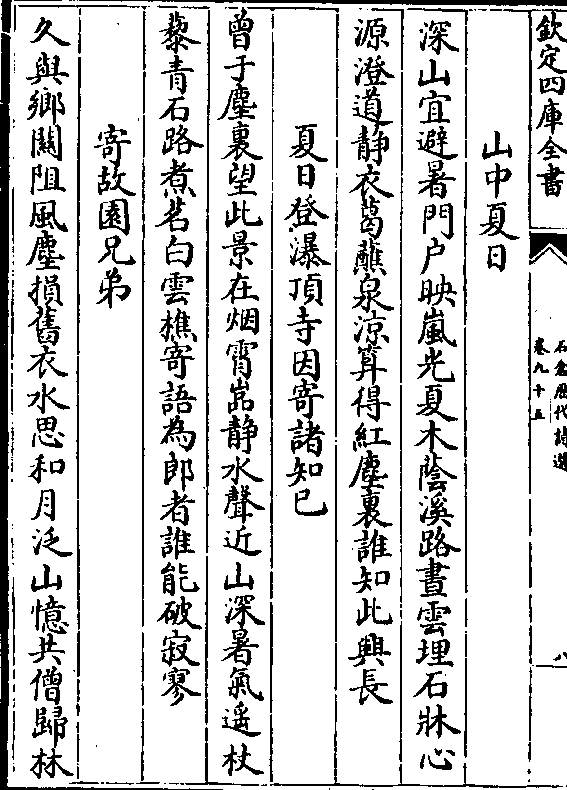 欽定四庫全書
石倉歷代詩選
卷九十五
八
山中夏日
深山宜避暑門户映嵐光夏木蔭溪路晝雲埋石牀心
源澄道静衣葛蘸泉涼算得紅塵裏誰知此興長
夏日登瀑頂寺因寄諸知已
曾于塵裏望此景在烟霄嵓静水聲近山深暑氣遥杖
藜青石路煮茗白雲樵寄語為郎者誰能破寂寥
寄故園兄弟
久與鄉關阻風塵損舊衣水思和月泛山憶共僧歸林